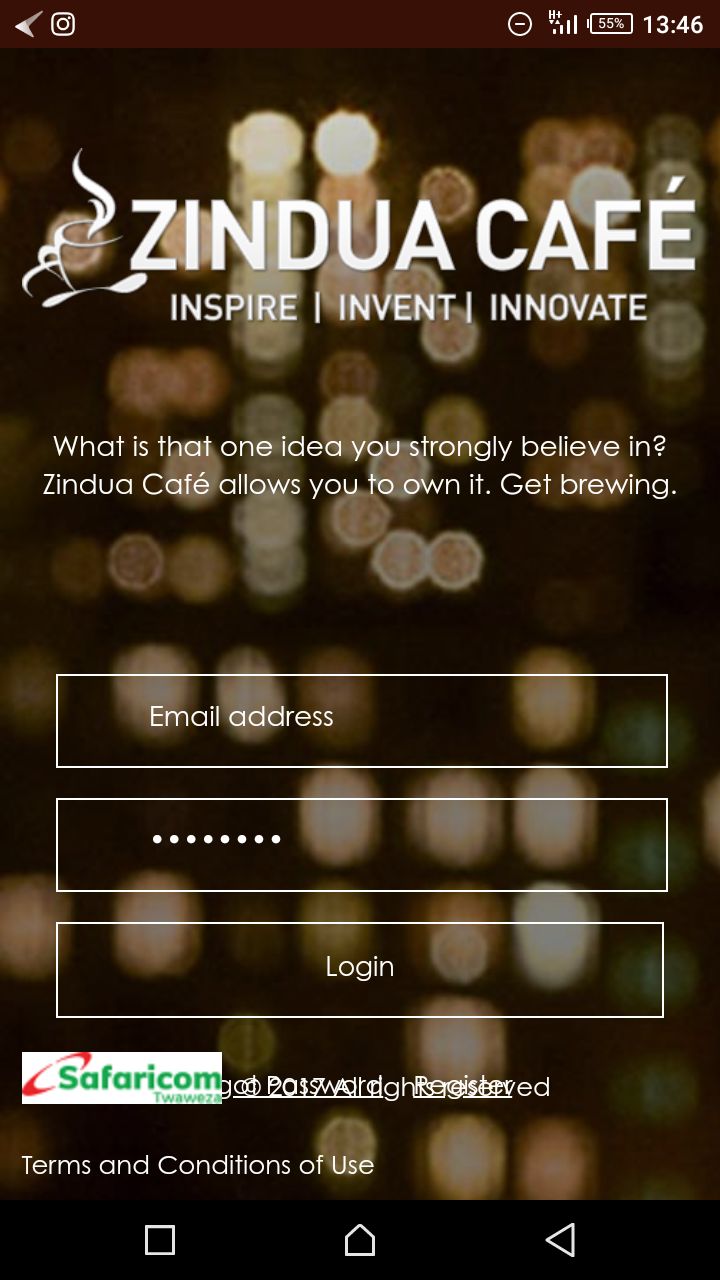 H+ 55% 13:46
ZINDUA CAFÉ
INSPIRE | INVENT | INNOVATE
What is that one idea you strongly believe in?
Zindua Café allows you to own it. Get brewing.
Email address
••••••••
Login
Safaricom
Twaweza
Password Register
© 2017 All rights reserved
Terms and Conditions of Use